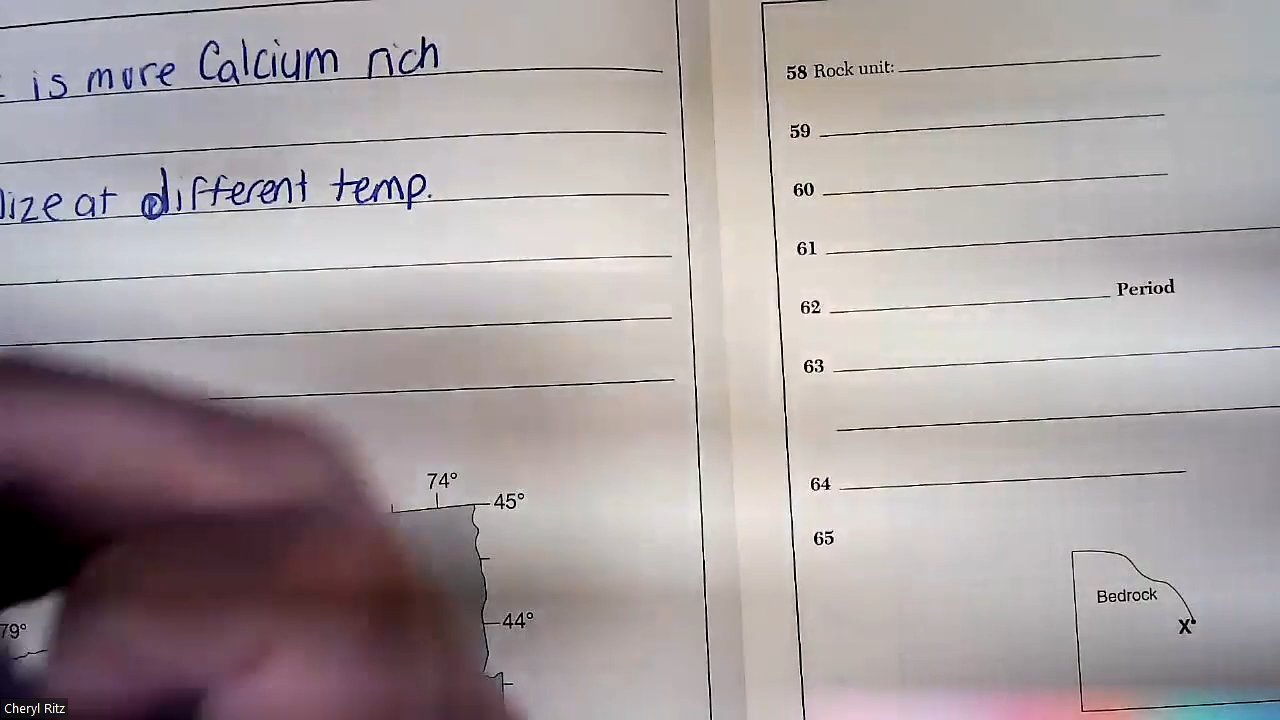 is more Calcium rich
at different temp.
74°
45°
44°
79°
58 Rock unit:
59
60
61
62 Period
63
64
65
Bedrock
X
Cheryl Ritz